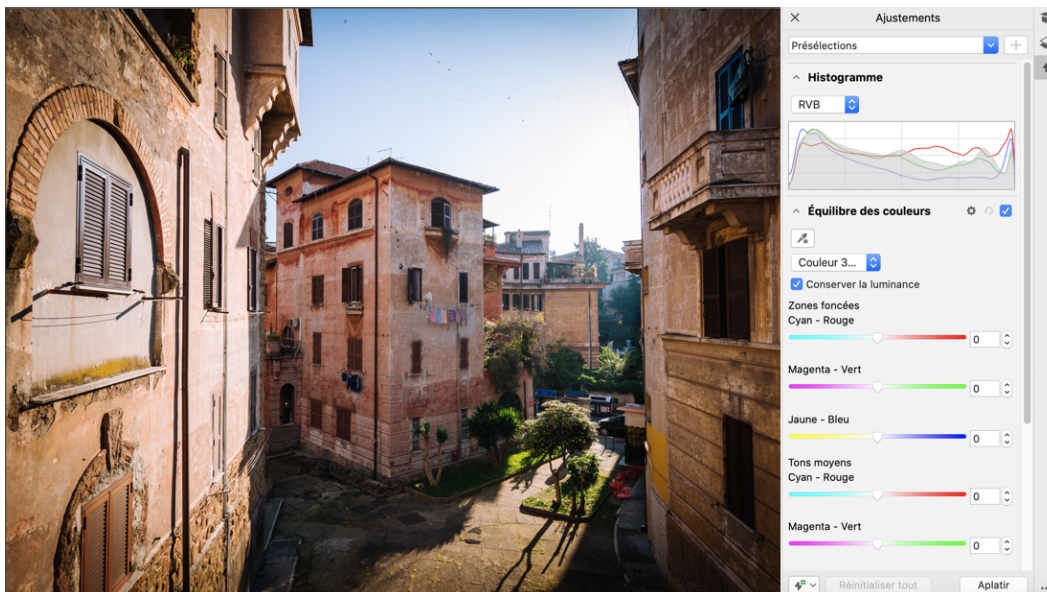 Ajustements
Présélections
Histogramme
RVB
Équilibre des couleurs
Couleur 3...
Conserver la luminance
Zones foncées
Cyan - Rouge
0
Magenta - Vert
0
Jaune - Bleu
0
Tons moyens
Cyan - Rouge
0
Magenta - Vert
0
Réinitialiser tout
Aplatir